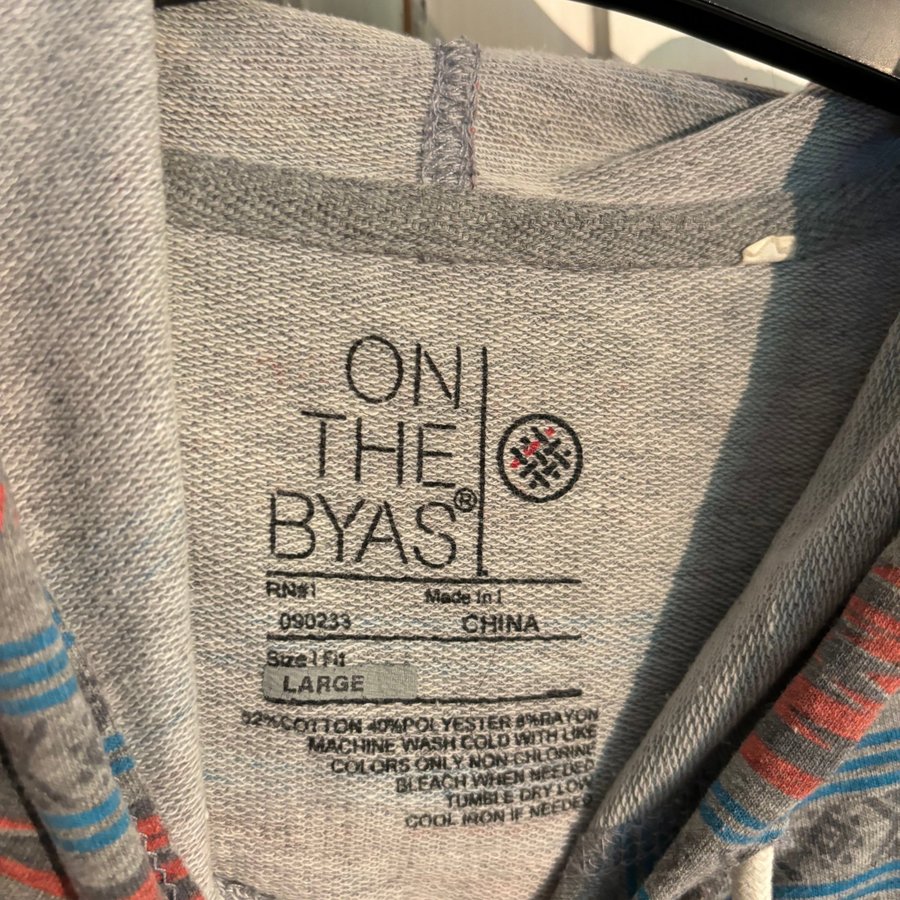 ON
THE
BYAS®
RN#|
Made In |
090233
CHINA
Size | Fit
LARGE
52%COTTON 40%POLYESTER 8%RAYON
MACHINE WASH COLD WITH LIKE
COLORS ONLY NON CHLORINE
BLEACH WHEN NEEDED
TUMBLE DRY LOW
COOL IRON IF NEEDED